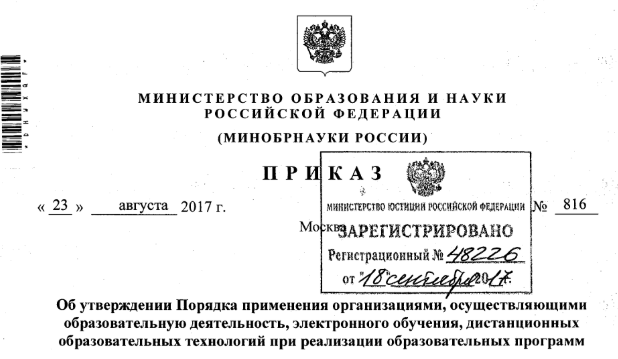 МИНИСТЕРСТВО ОБРАЗОВАНИЯ И НАУКИ
РОССИЙСКОЙ ФЕДЕРАЦИИ
(МИНОБРНАУКИ РОССИИ)
ПРИКАЗ
« 23 » августа 2017 г.
№ 816
Москва
МИНИСТЕРСТВО ЮСТИЦИИ РОССИЙСКОЙ ФЕДЕРАЦИИ
ЗАРЕГИСТРИРОВАНО
Регистрационный № 48226
от "18" сентября 2017.
Об утверждении Порядка применения организациями, осуществляющими
образовательную деятельность, электронного обучения, дистанционных
образовательных технологий при реализации образовательных программ